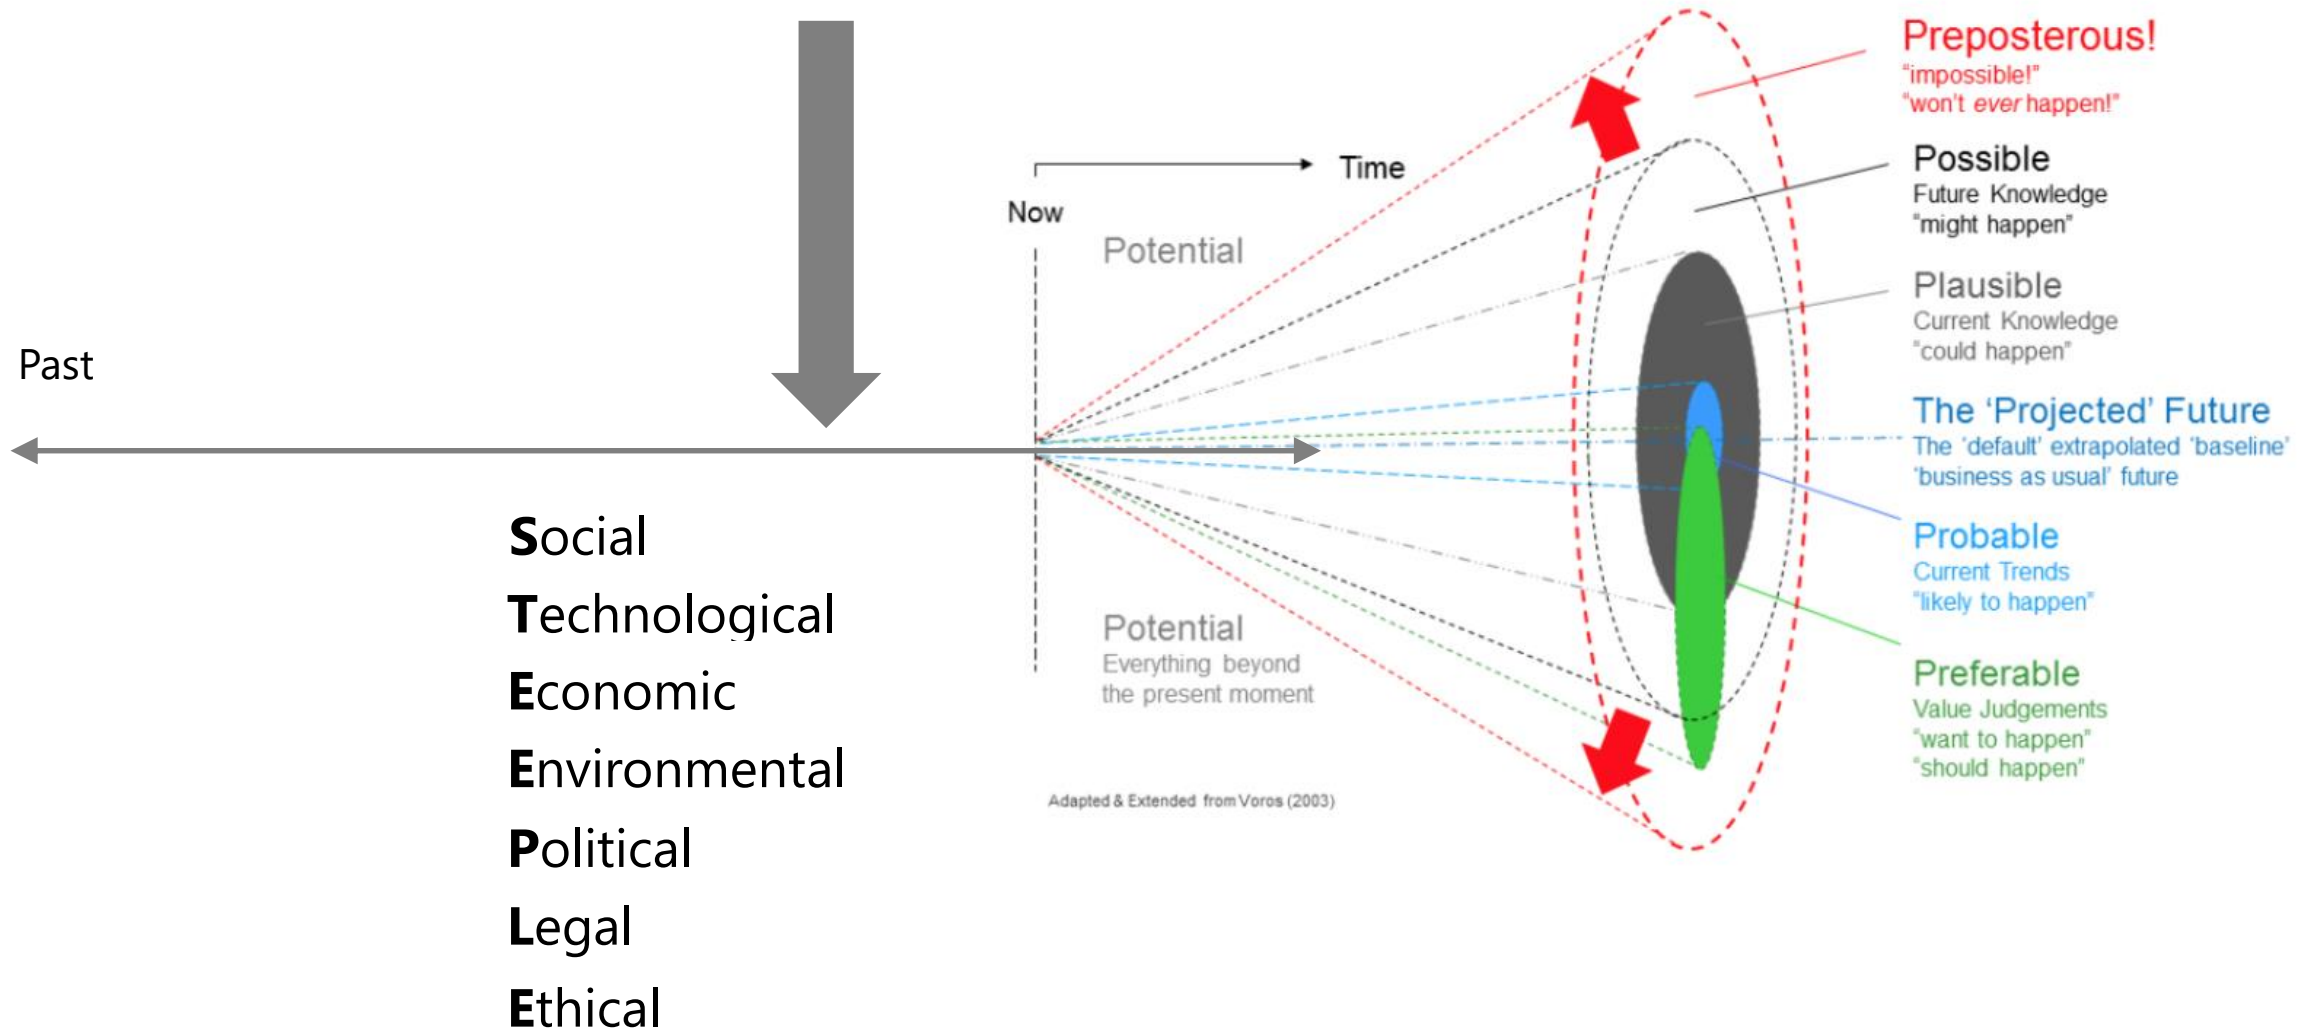 Past
Social
Technological
Economic
Environmental
Political
Legal
Ethical
Time
Now
Potential
Potential
Everything beyond
the present moment
Adapted & Extended from Voros (2003)
Preposterous!
"impossible!"
"won't ever happen!"
Possible
Future Knowledge
"might happen"
Plausible
Current Knowledge
"could happen"
The 'Projected' Future
The 'default' extrapolated 'baseline'
'business as usual' future
Probable
Current Trends
"likely to happen"
Preferable
Value Judgements
"want to happen"
"should happen"